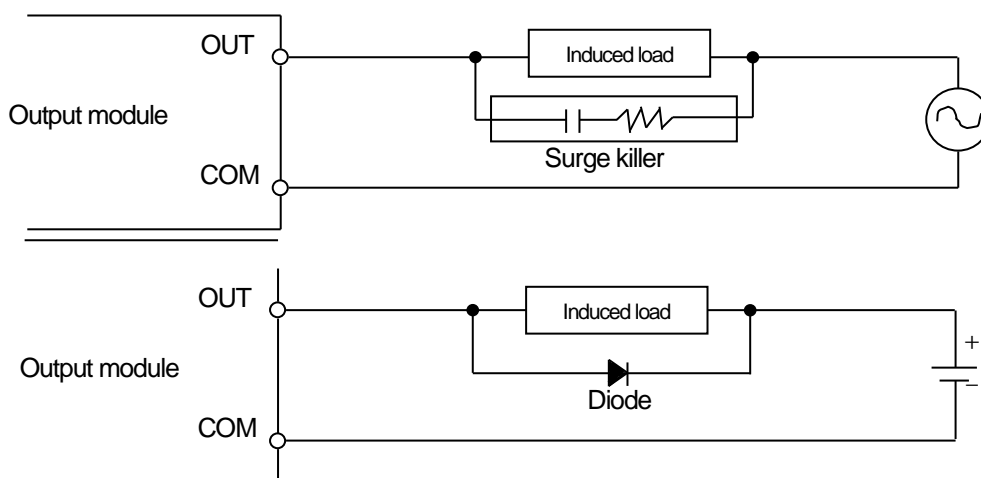 OUT
Induced load
Output module
Surge killer
COM
OUT
Induced load
+
Output module
−
Diode
COM